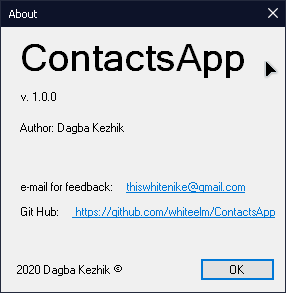 About
ContactsApp
v. 1.0.0
Author: Dagba Kezhik
e-mail for feedback: thiswhitenike@gmail.com
Git Hub: https://github.com/whiteelm/ContactsApp
2020 Dagba Kezhik © OK